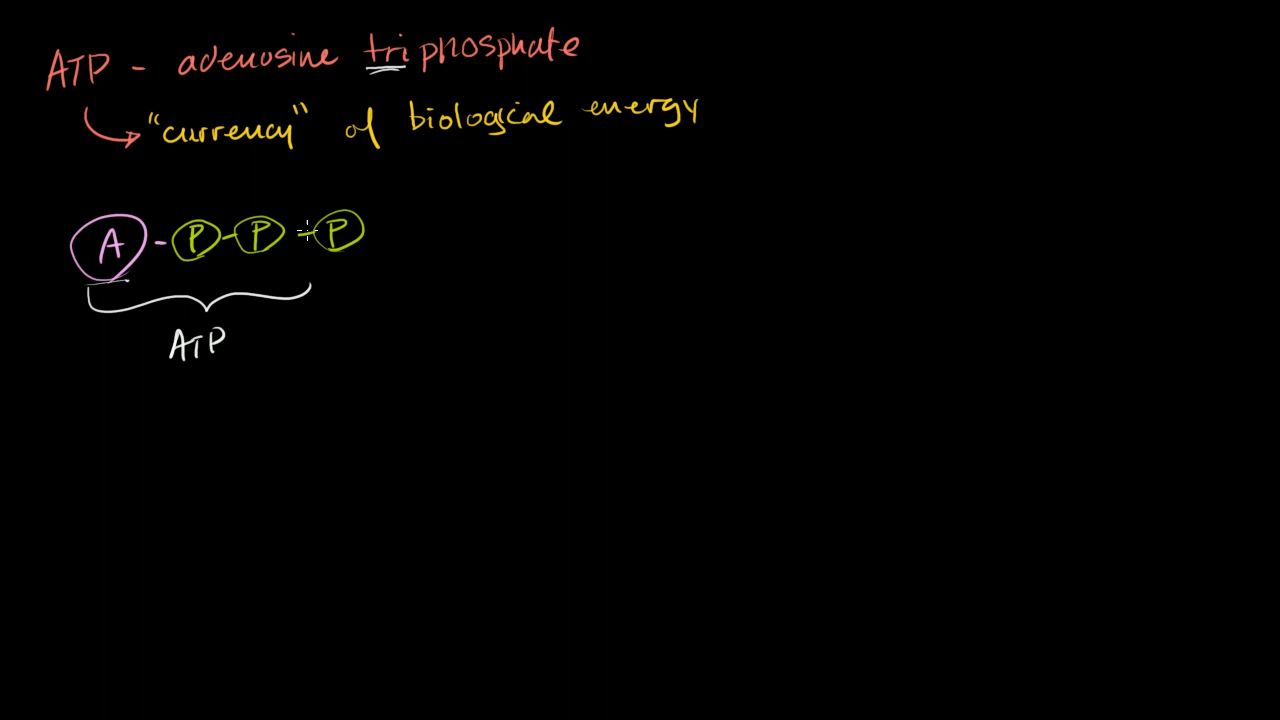 ATP - adenosine triphosphate
"currency" of biological energy
A - P - P - P
ATP